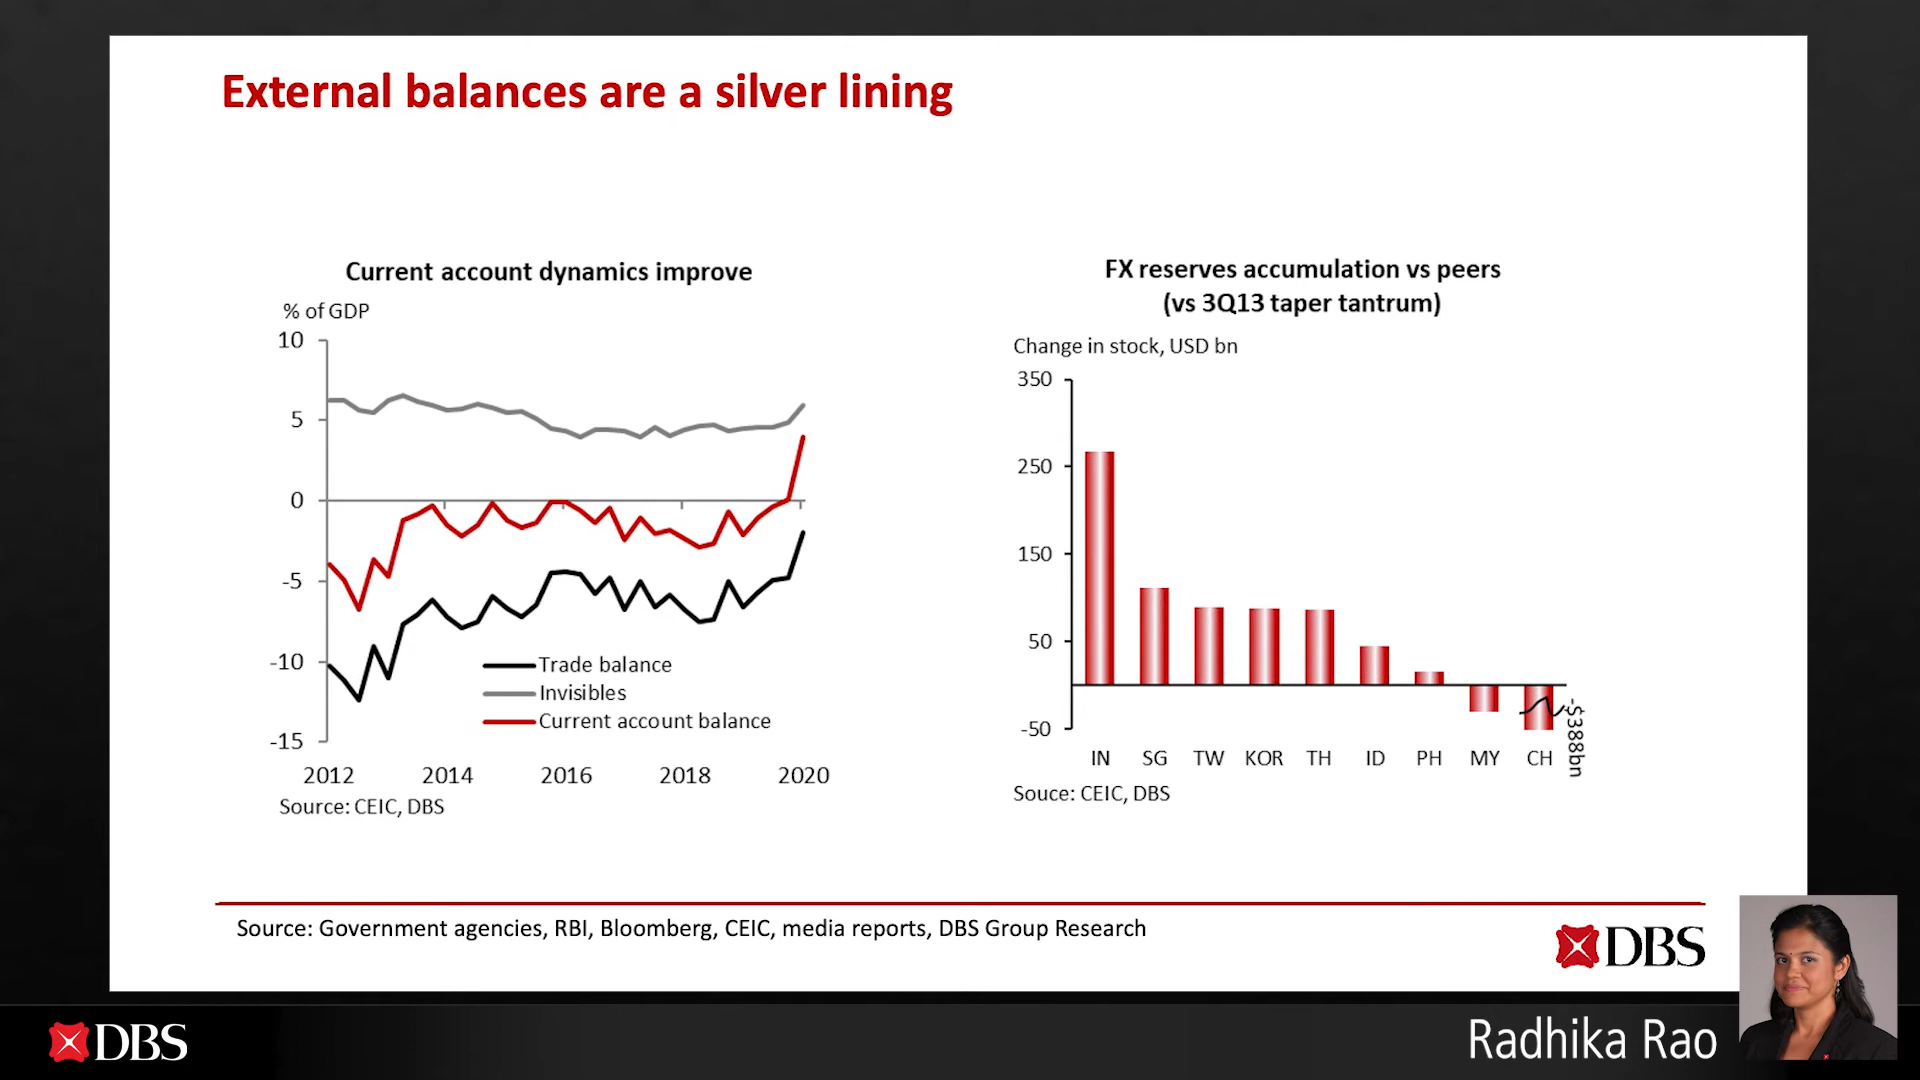 External balances are a silver lining
Current account dynamics improve
% of GDP
10
5
0
-5
-10
-15
Trade balance
Invisibles
Current account balance
2012 2014 2016 2018 2020
Source: CEIC, DBS
FX reserves accumulation vs peers
(vs 3Q13 taper tantrum)
Change in stock, USD bn
350
250
150
50
-50
-$388bn
IN SG TW KOR TH ID PH MY CH
Souce: CEIC, DBS
Source: Government agencies, RBI, Bloomberg, CEIC, media reports, DBS Group Research
DBS
DBS
Radhika Rao